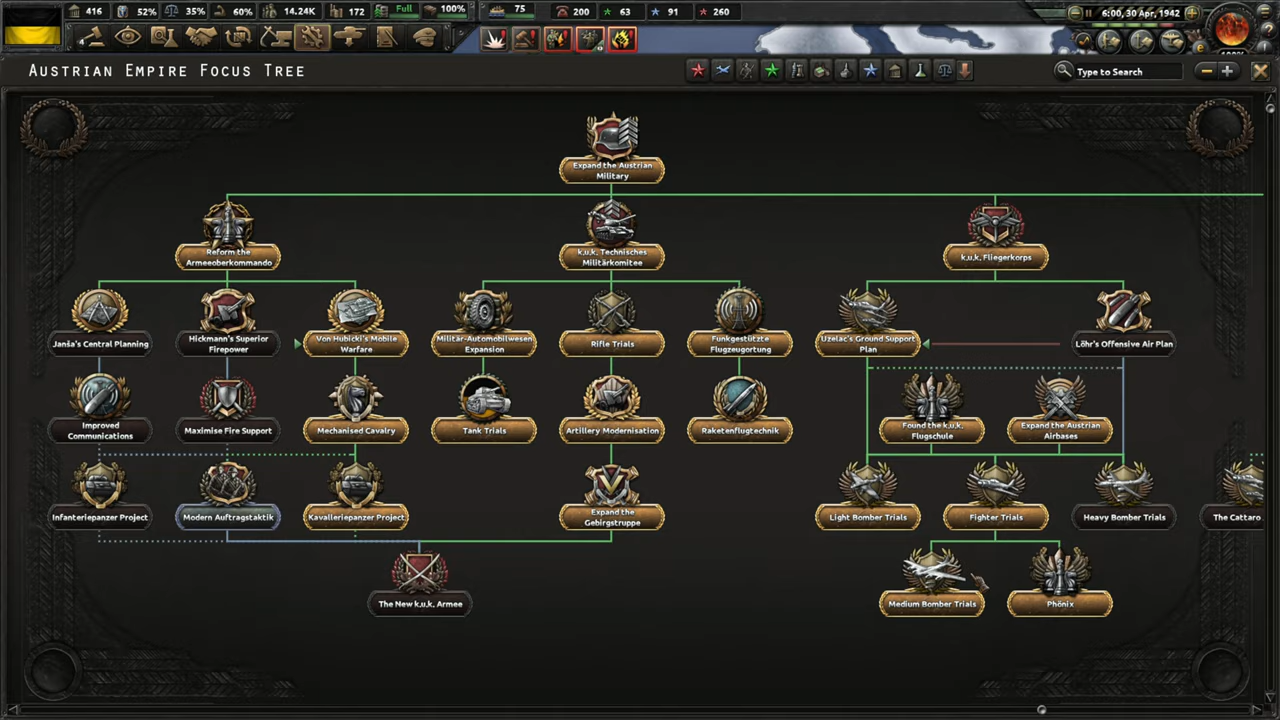 416 52% 35% 60% 14.24K 172 Full 100% 75 200 63 91 260 6:00, 30 Apr, 1942
100%
AUSTRIAN EMPIRE FOCUS TREE
Type to Search
Expand the Austrian
Military
Reform the
Armeeoberkommando
k.u.k. Technisches
Militärkomitee
k.u.k. Fliegerkorps
Janša's Central Planning
Hickmann's Superior
Firepower
Von Hubicki's Mobile
Warfare
Militär-Automobilwesen
Expansion
Rifle Trials
Funkgestützte
Flugzeugortung
Uzelac's Ground Support
Plan
Löhr's Offensive Air Plan
Improved
Communications
Maximise Fire Support
Mechanised Cavalry
Tank Trials
Artillery Modernisation
Raketenflugtechnik
Found the k.u.k.
Flugschule
Expand the Austrian
Airbases
Infanteriepanzer Project
Modern Auftragstaktik
Kavalleriepanzer Project
Expand the
Gebirgstruppe
Light Bomber Trials
Fighter Trials
Heavy Bomber Trials
The Cattaro
The New k.u.k. Armee
Medium Bomber Trials
Phönix